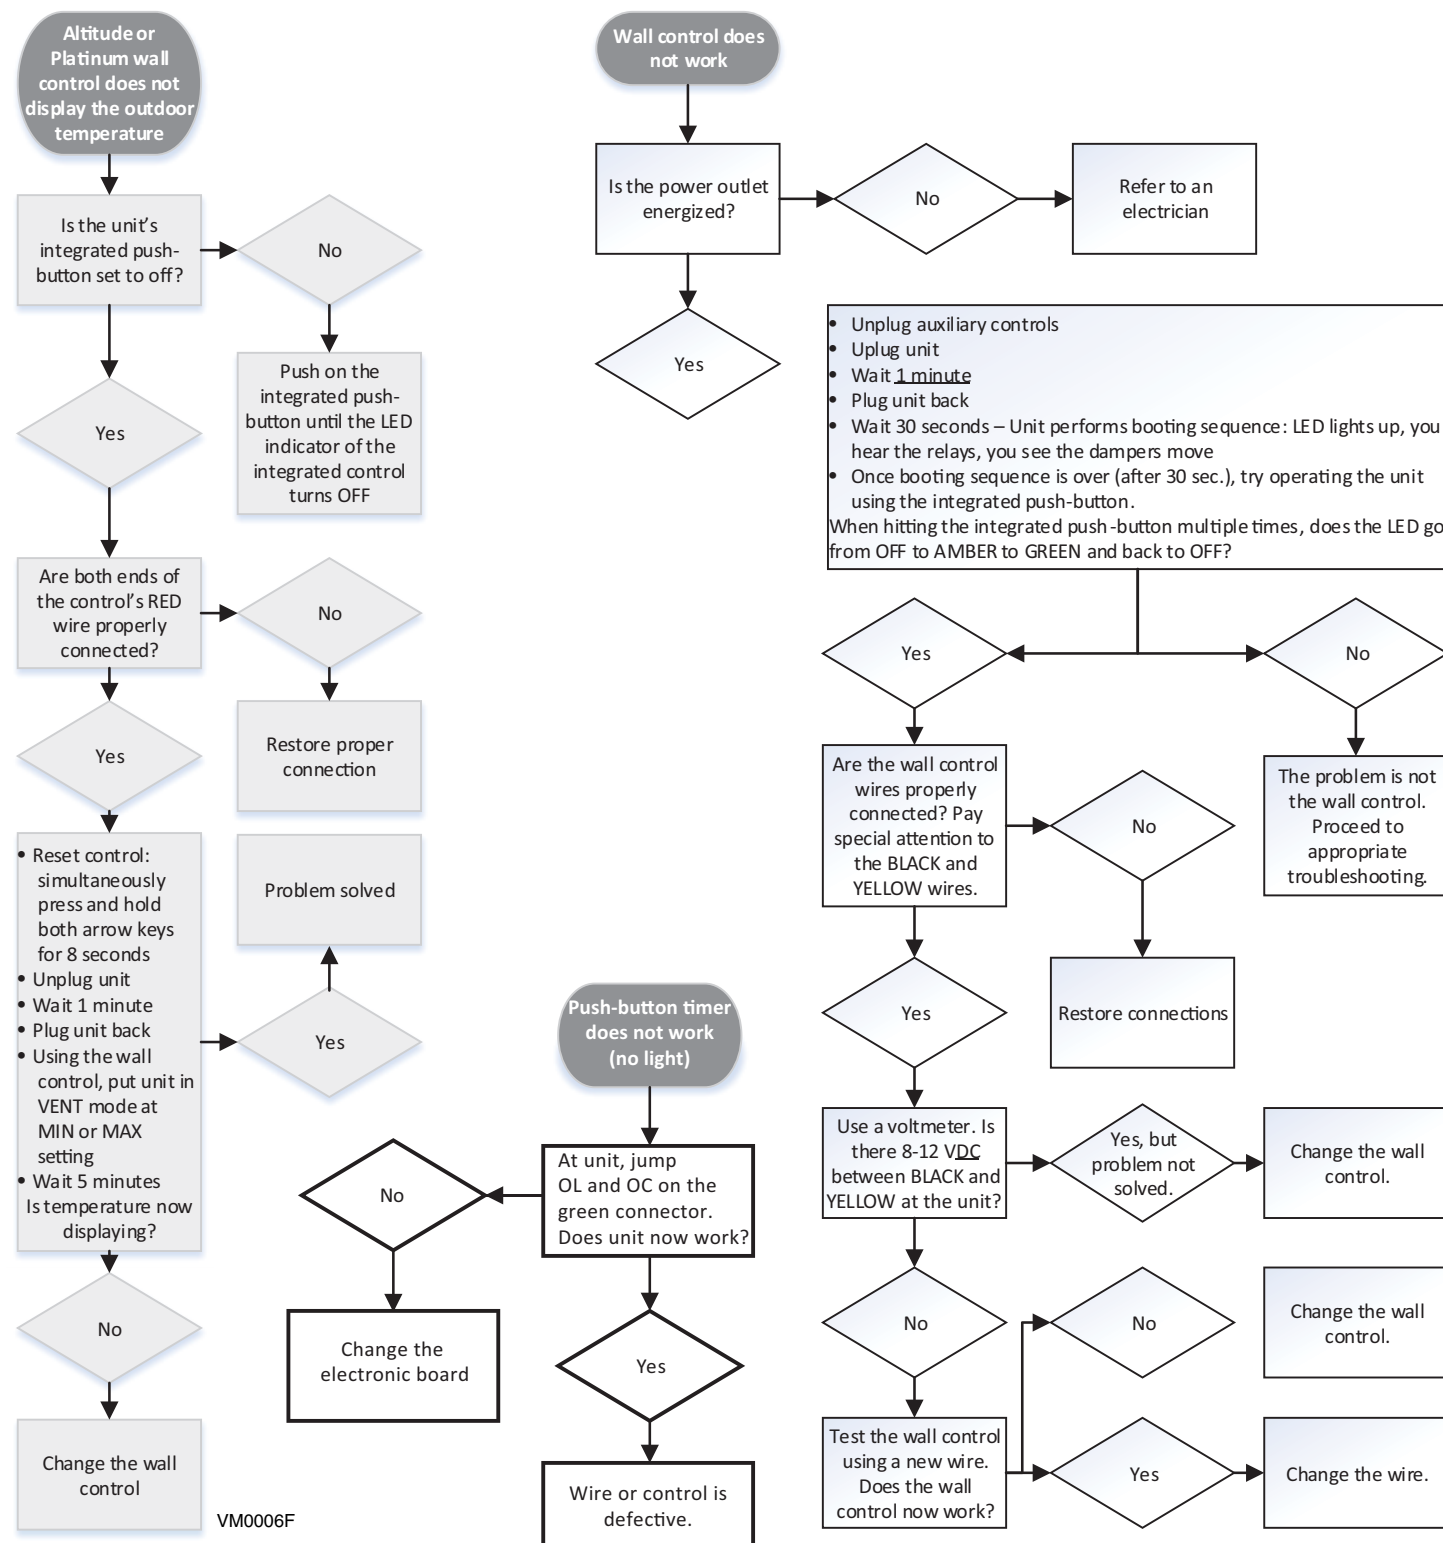 Altitude or
Platinum wall
control does not
display the outdoor
temperature
Is the unit's
integrated push-
button set to off?
No
Push on the
integrated push-
button until the LED
indicator of the
integrated control
turns OFF
Yes
Are both ends of
the control's RED
wire properly
connected?
No
Restore proper
connection
Yes
• Reset control:
simultaneously
press and hold
both arrow keys
for 8 seconds
• Unplug unit
• Wait 1 minute
• Plug unit back
• Using the wall
control, put unit in
VENT mode at
MIN or MAX
setting
• Wait 5 minutes
Is temperature now
displaying?
Yes
Problem solved
No
Change the wall
control
VM0006F
Push-button timer
does not work
(no light)
At unit, jump
OL and OC on the
green connector.
Does unit now work?
No
Change the
electronic board
Yes
Wire or control is
defective.
Wall control does
not work
Is the power outlet
energized?
No
Refer to an
electrician
Yes
• Unplug auxiliary controls
• Uplug unit
• Wait 1 minute
• Plug unit back
• Wait 30 seconds – Unit performs booting sequence: LED lights up, you
hear the relays, you see the dampers move
• Once booting sequence is over (after 30 sec.), try operating the unit
using the integrated push-button.
When hitting the integrated push-button multiple times, does the LED go
from OFF to AMBER to GREEN and back to OFF?
Yes
No
The problem is not
the wall control.
Proceed to
appropriate
troubleshooting.
Are the wall control
wires properly
connected? Pay
special attention to
the BLACK and
YELLOW wires.
No
Restore connections
Yes
Use a voltmeter. Is
there 8-12 VDC
between BLACK and
YELLOW at the unit?
Yes, but
problem not
solved.
Change the wall
control.
No
Test the wall control
using a new wire.
Does the wall
control now work?
No
Change the wall
control.
Yes
Change the wire.